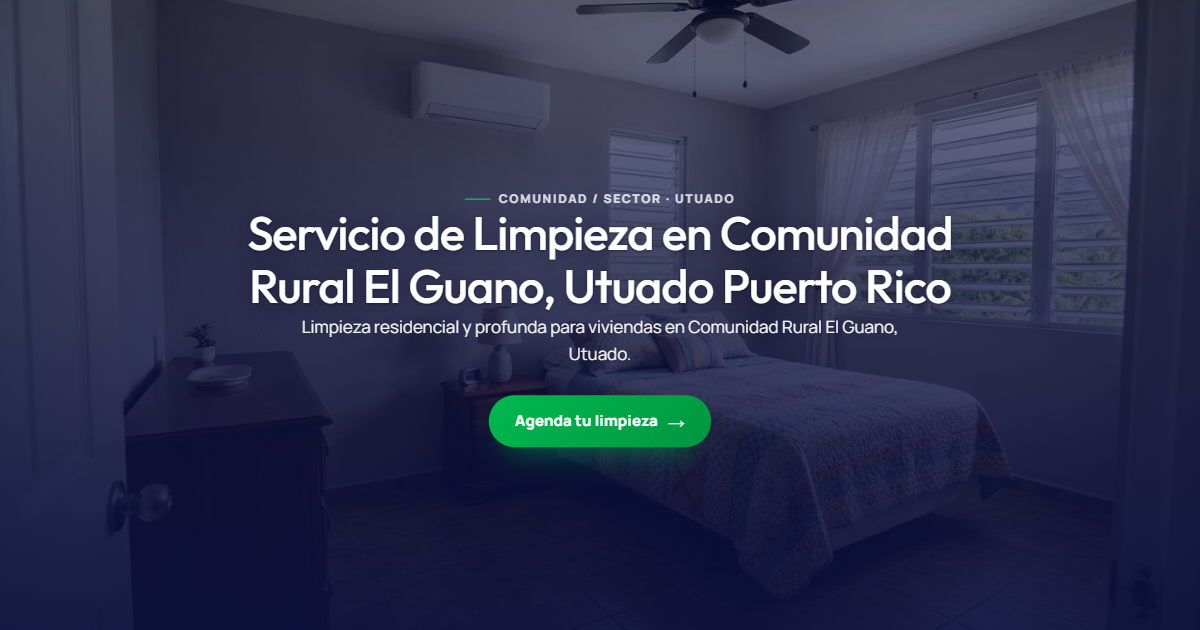 COMUNIDAD / SECTOR · UTUADO
Servicio de Limpieza en Comunidad
Rural El Guano, Utuado Puerto Rico
Limpieza residencial y profunda para viviendas en Comunidad Rural El Guano,
Utuado.
Agenda tu limpieza →